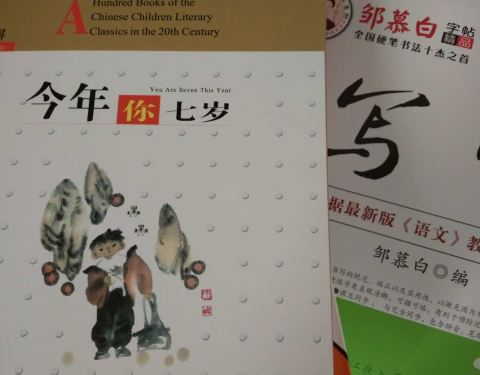 Hundred Books of the
Chinese Children Literary
Classics in the 20th Century
今年你七岁
You Are Seven This Year
邹慕白字帖
精品
全国硬笔书法十杰之首
写
据最新版《语文》教
邹慕白◎编